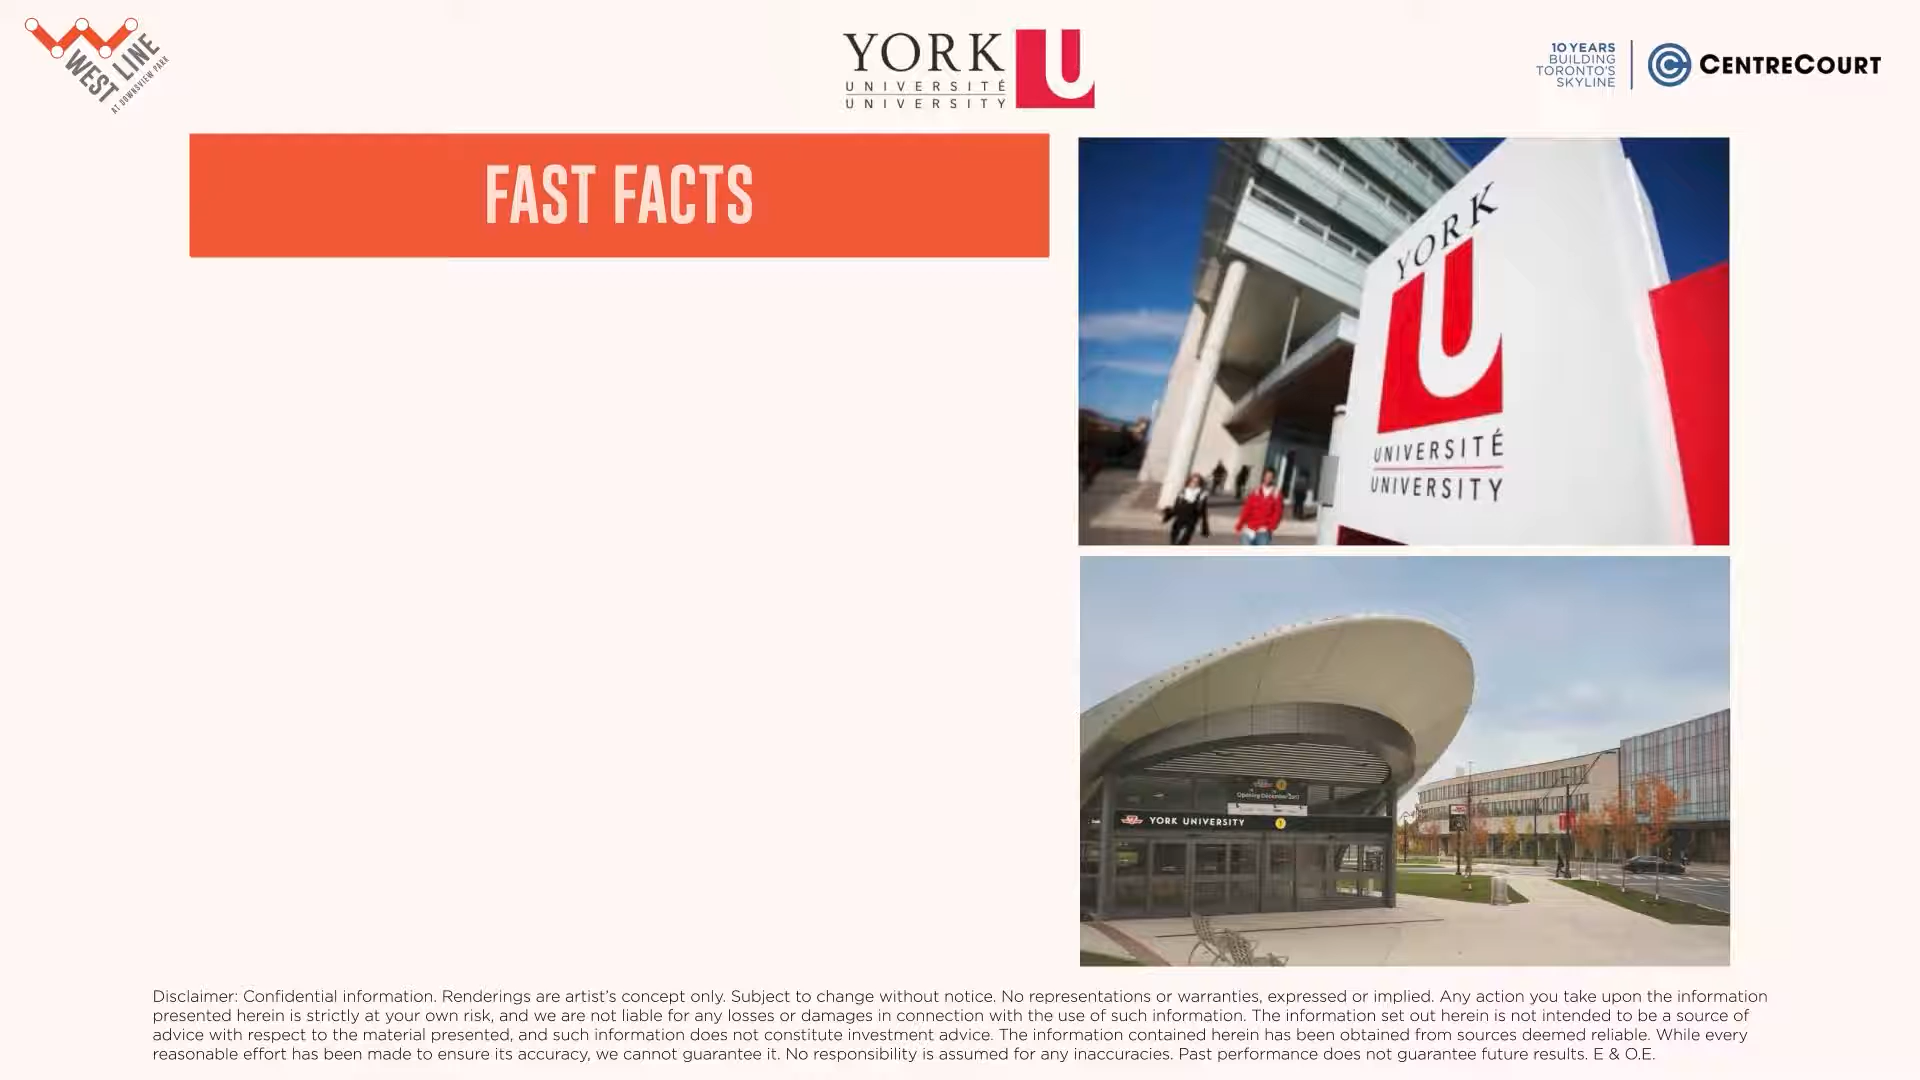 WEST LINE
AT DOWNSVIEW PARK
YORK
UNIVERSITÉ
UNIVERSITY
10 YEARS
BUILDING
TORONTO'S
SKYLINE
CENTRECOURT
FAST FACTS
YORK
UNIVERSITÉ
UNIVERSITY
Opening December 2017
YORK UNIVERSITY
Disclaimer: Confidential information. Renderings are artist's concept only. Subject to change without notice. No representations or warranties, expressed or implied. Any action you take upon the information
presented herein is strictly at your own risk, and we are not liable for any losses or damages in connection with the use of such information. The information set out herein is not intended to be a source of
advice with respect to the material presented, and such information does not constitute investment advice. The information contained herein has been obtained from sources deemed reliable. While every
reasonable effort has been made to ensure its accuracy, we cannot guarantee it. No responsibility is assumed for any inaccuracies. Past performance does not guarantee future results. E & O.E.